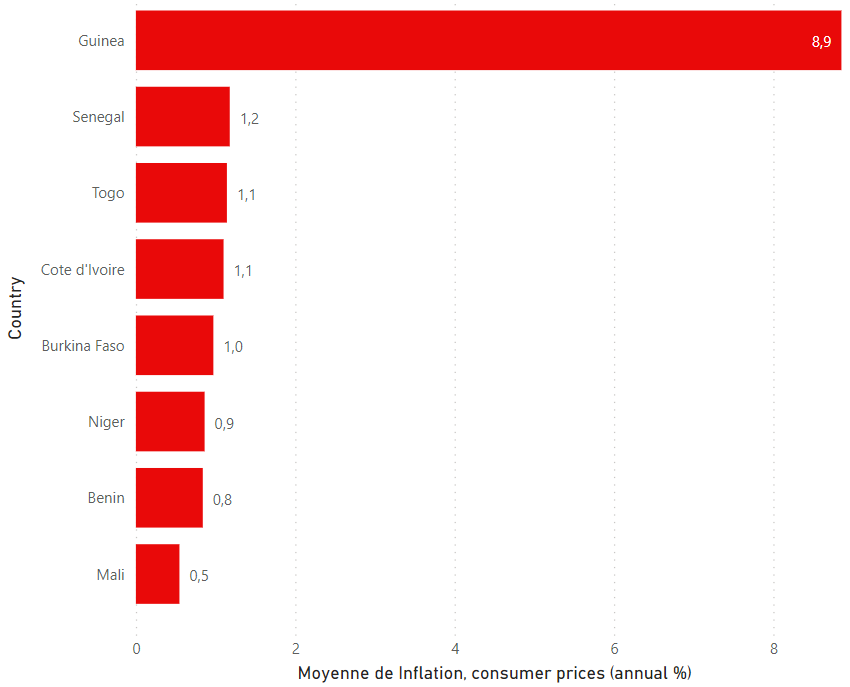 Guinea 8,9
Senegal 1,2
Togo 1,1
Cote d'Ivoire 1,1
Burkina Faso 1,0
Niger 0,9
Benin 0,8
Mali 0,5
Country
0 2 4 6 8
Moyenne de Inflation, consumer prices (annual %)